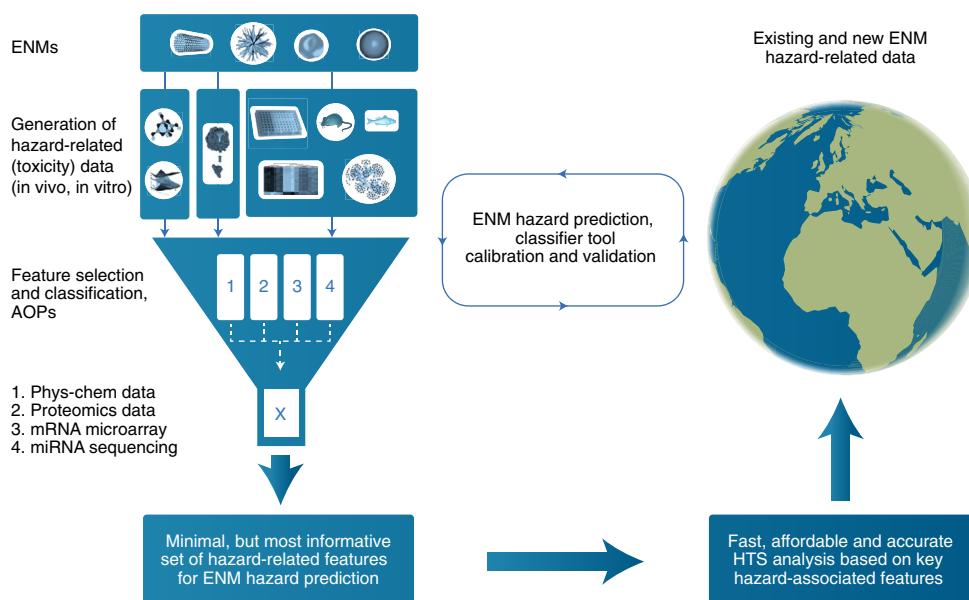 ENMs
Generation of
hazard-related
(toxicity) data
(in vivo, in vitro)
Feature selection
and classification,
AOPs
1 2 3 4
X
1. Phys-chem data
2. Proteomics data
3. mRNA microarray
4. miRNA sequencing
Minimal, but most informative
set of hazard-related features
for ENM hazard prediction
ENM hazard prediction,
classifier tool
calibration and validation
Existing and new ENM
hazard-related data
Fast, affordable and accurate
HTS analysis based on key
hazard-associated features